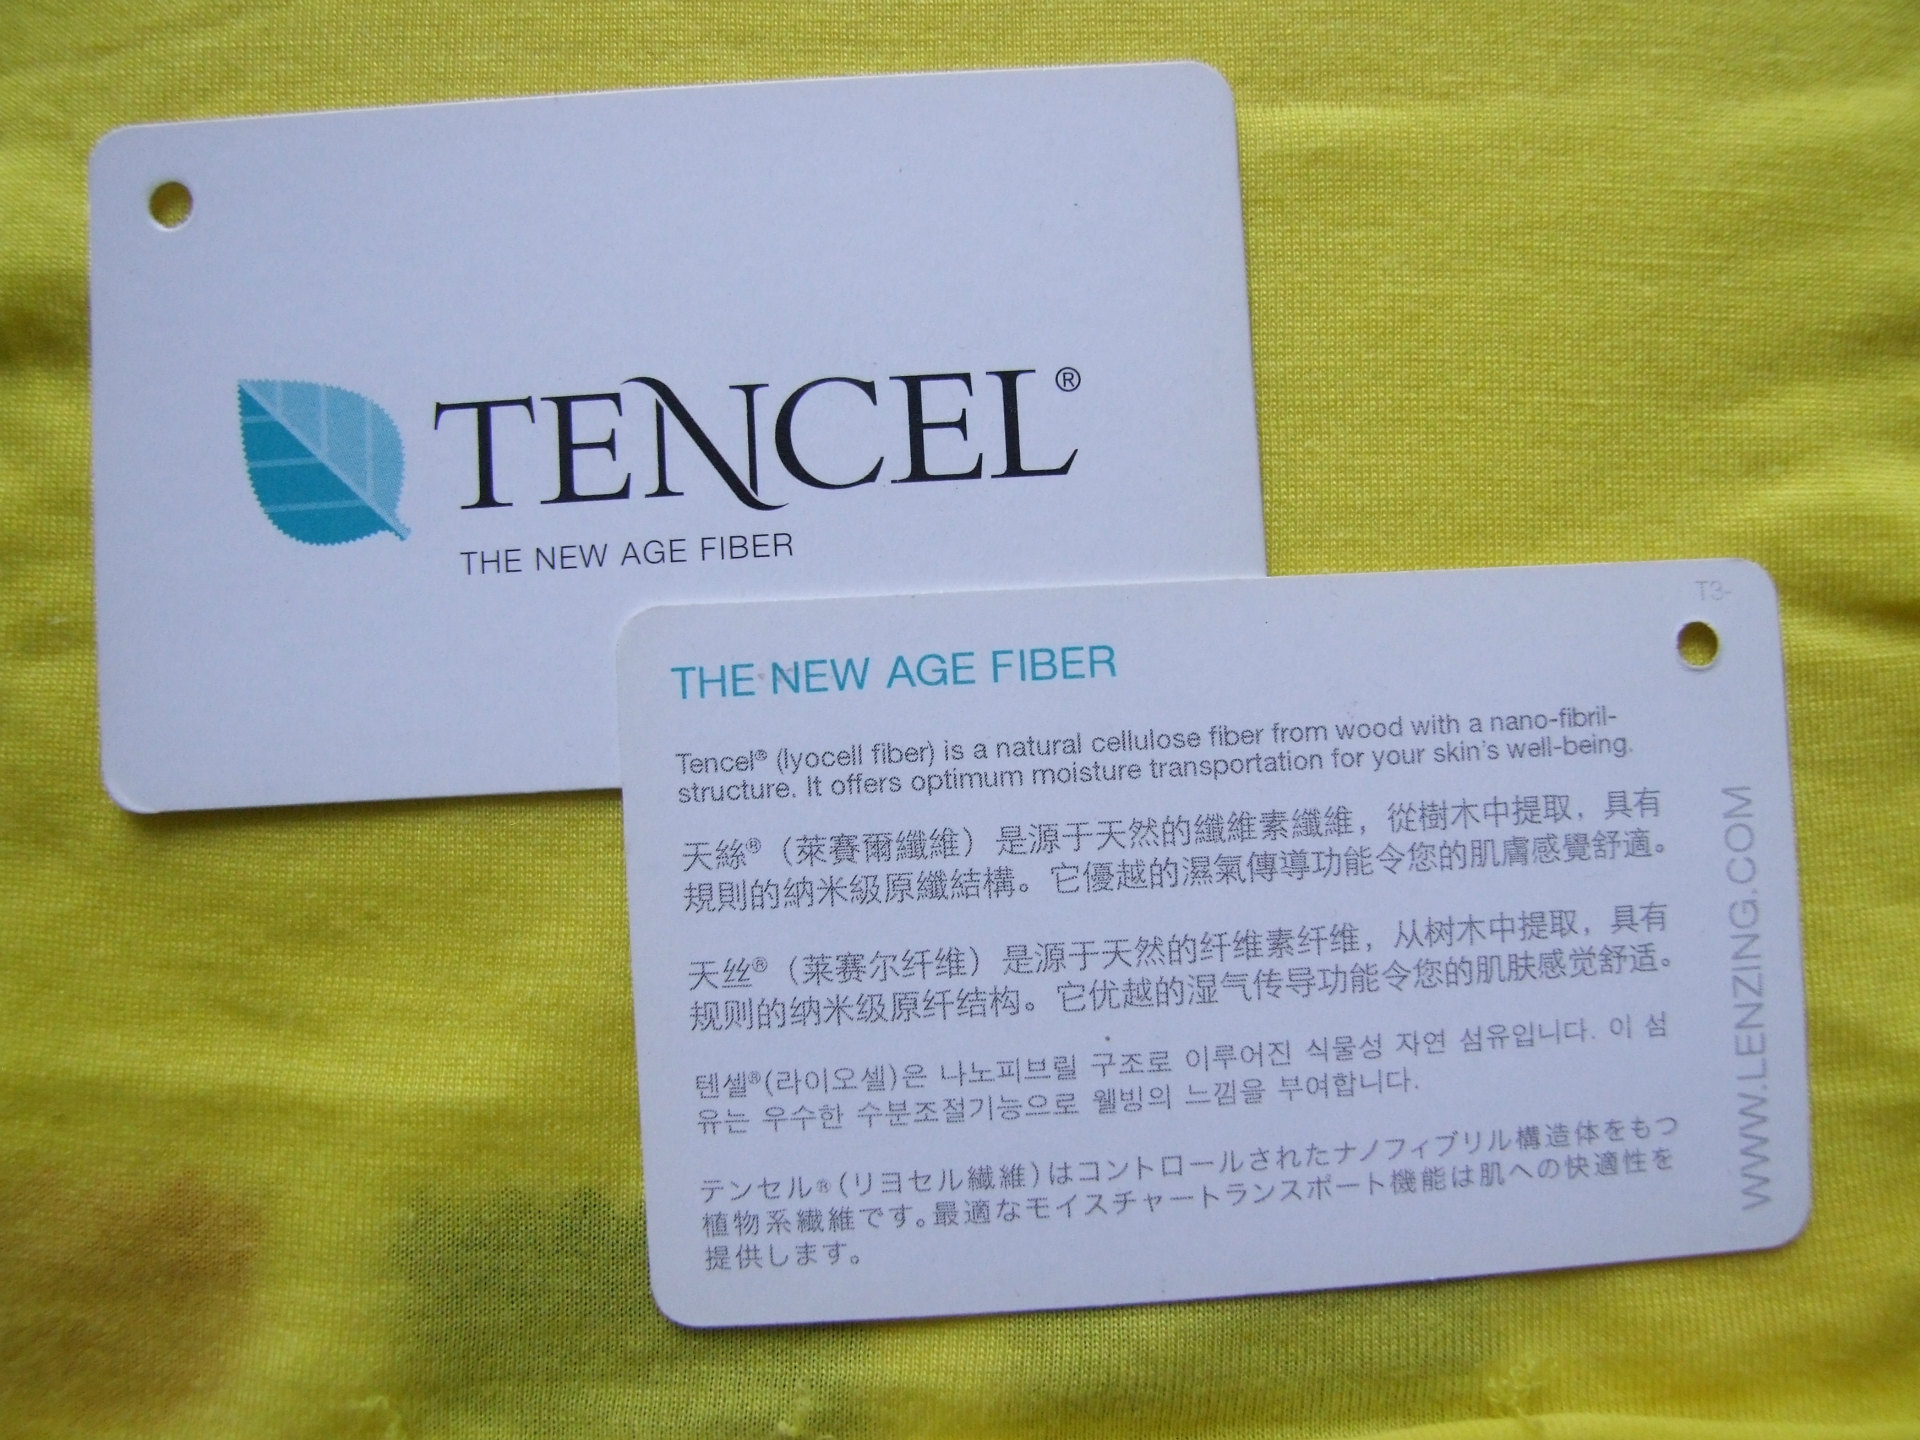 TENCEL®
THE NEW AGE FIBER
T3-
THE NEW AGE FIBER
Tencel® (lyocell fiber) is a natural cellulose fiber from wood with a nano-fibril-
structure. It offers optimum moisture transportation for your skin's well-being.
天絲®（萊賽爾纖維）是源于天然的纖維素纖維，從樹木中提取，具有
規則的納米級原纖結構。它優越的濕氣傳導功能令您的肌膚感覺舒適。
天丝®（莱赛尔纤维）是源于天然的纤维素纤维，从树木中提取，具有
规则的纳米级原纤结构。它优越的湿气传导功能令您的肌肤感觉舒适。
텐셀®(라이오셀)은 나노피브릴 구조로 이루어진 식물성 자연 섬유입니다. 이 섬
유는 우수한 수분조절기능으로 웰빙의 느낌을 부여합니다.
テンセル®(リヨセル繊維)はコントロールされたナノフィブリル構造体をもつ
植物系繊維です。最適なモイスチャートランスポート機能は肌への快適性を
提供します。
WWW.LENZING.COM